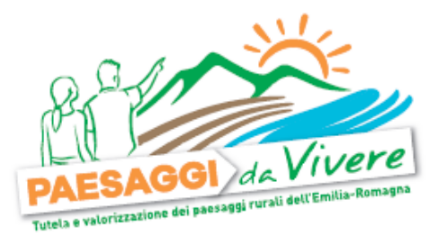 PAESAGGI da Vivere
Tutela e valorizzazione dei paesaggi rurali dell'Emilia-Romagna